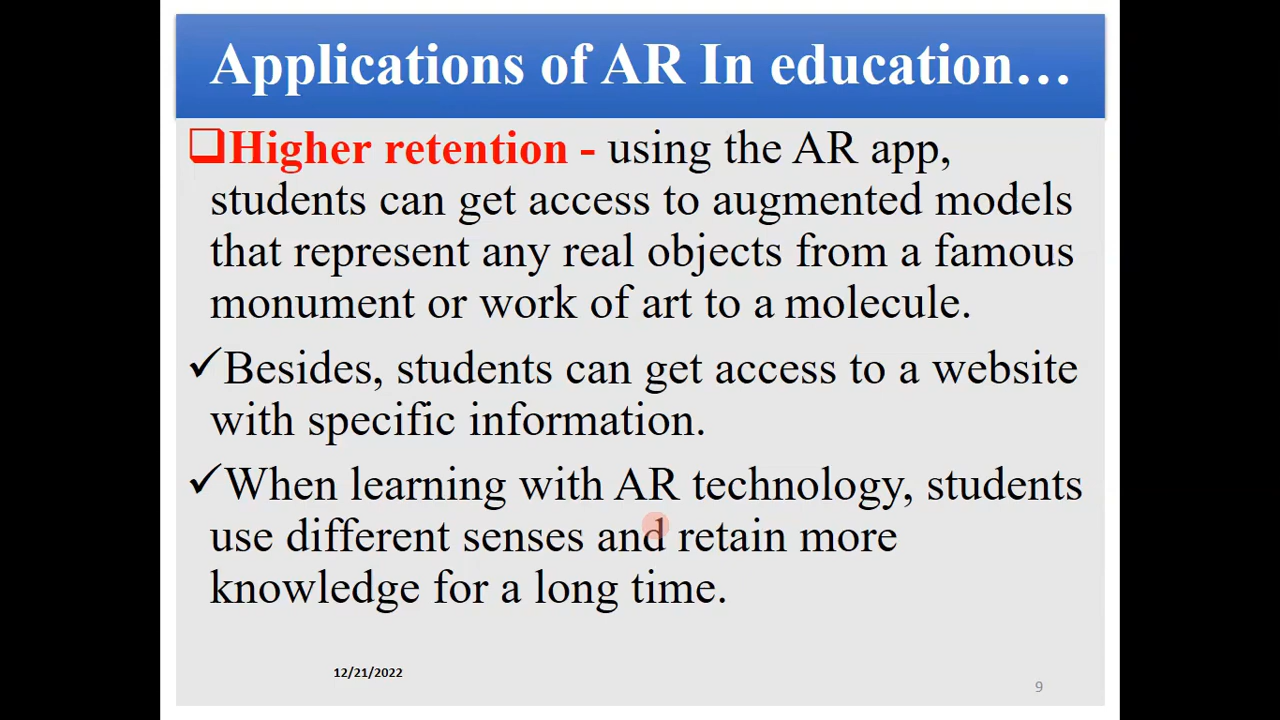 Applications of AR In education…
Higher retention - using the AR app,
students can get access to augmented models
that represent any real objects from a famous
monument or work of art to a molecule.
Besides, students can get access to a website
with specific information.
When learning with AR technology, students
use different senses and retain more
knowledge for a long time.
12/21/2022
9